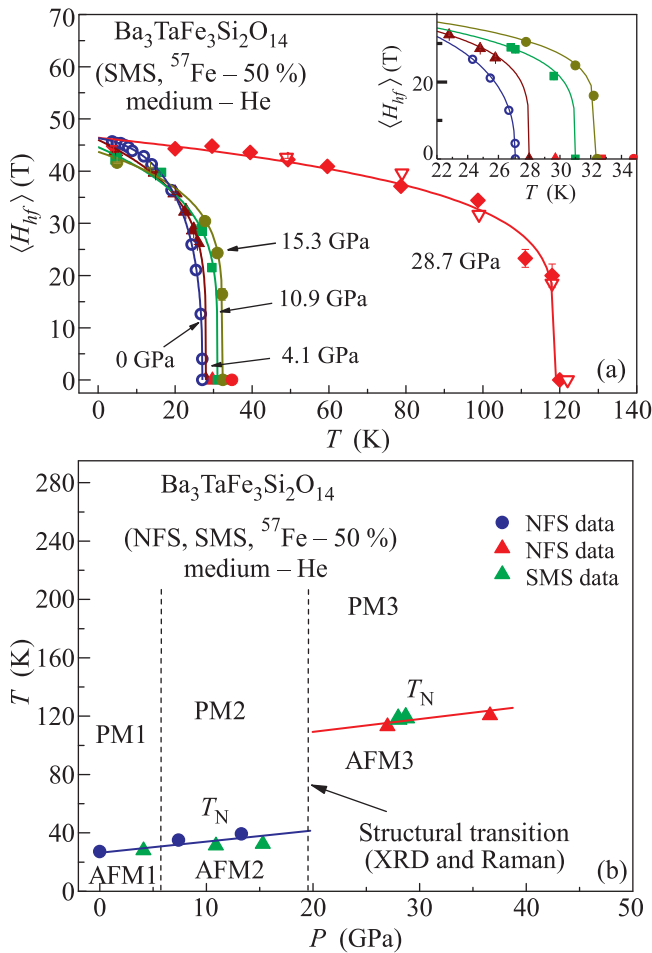 Ba₃TaFe₃Si₂O₁₄
(SMS, ⁵⁷Fe – 50 %)
medium – He
⟨H_hf⟩ (T)
70
60
50
40
30
20
10
0
0 20 40 60 80 100 120 140
T (K)
15.3 GPa
10.9 GPa
4.1 GPa
0 GPa
28.7 GPa
(a)
⟨H_hf⟩ (T)
20
0
22 24 26 28 30 32 34
T (K)
Ba₃TaFe₃Si₂O₁₄
(NFS, SMS, ⁵⁷Fe – 50 %)
medium – He
NFS data
NFS data
SMS data
T (K)
280
240
200
160
120
80
40
0
PM1
PM2
PM3
T_N
AFM3
T_N
AFM1
AFM2
Structural transition
(XRD and Raman)
(b)
0 10 20 30 40 50
P (GPa)